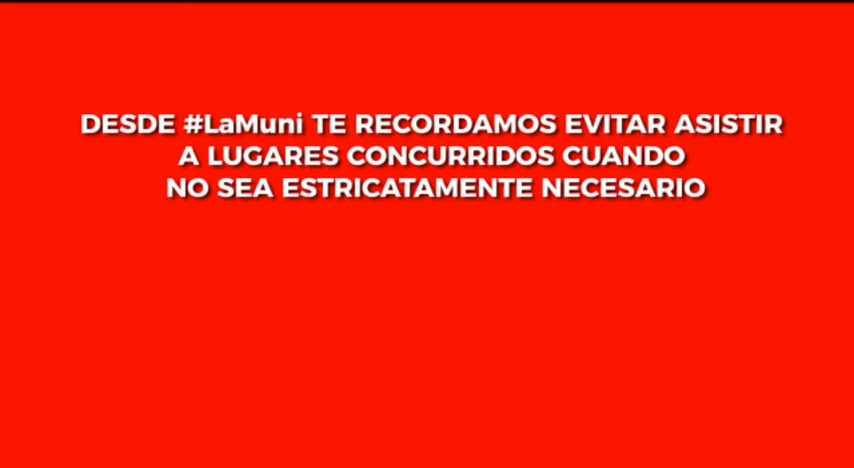 DESDE #LaMuni TE RECORDAMOS EVITAR ASISTIR
A LUGARES CONCURRIDOS CUANDO
NO SEA ESTRICATAMENTE NECESARIO